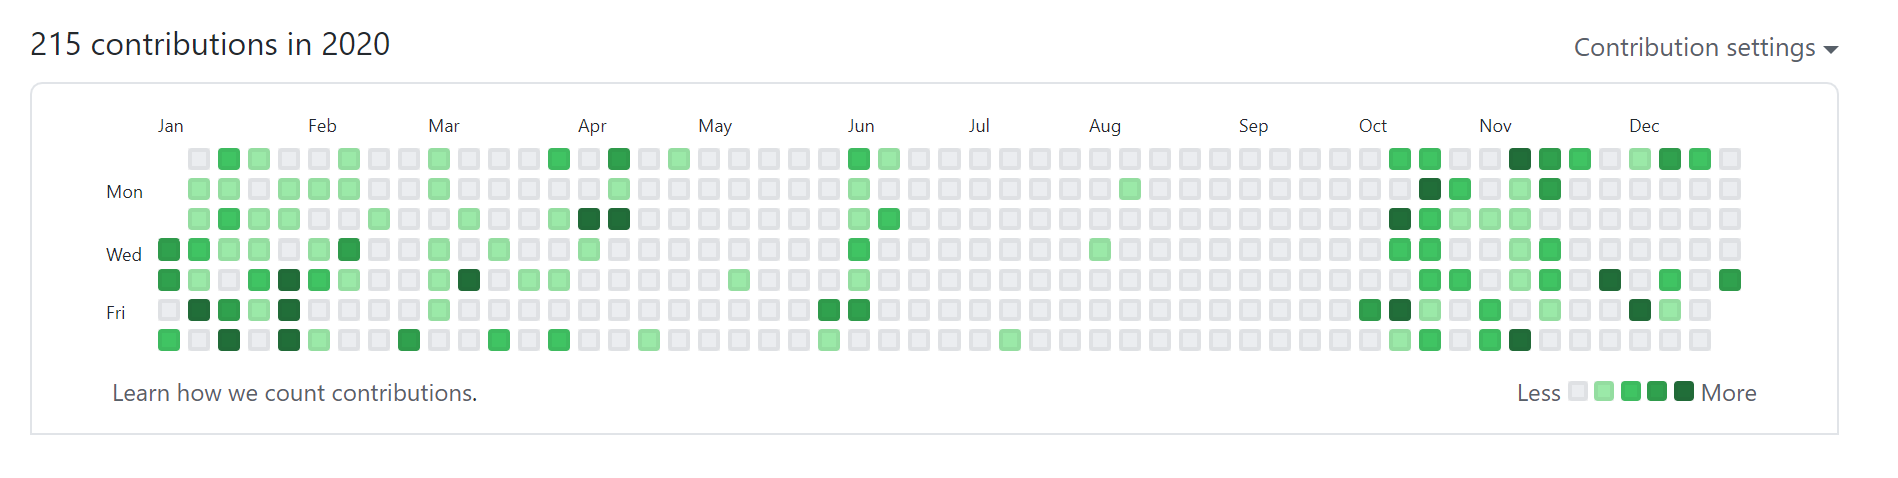 215 contributions in 2020
Contribution settings
Jan Feb Mar Apr May Jun Jul Aug Sep Oct Nov Dec
Mon
Wed
Fri
Learn how we count contributions.
Less More